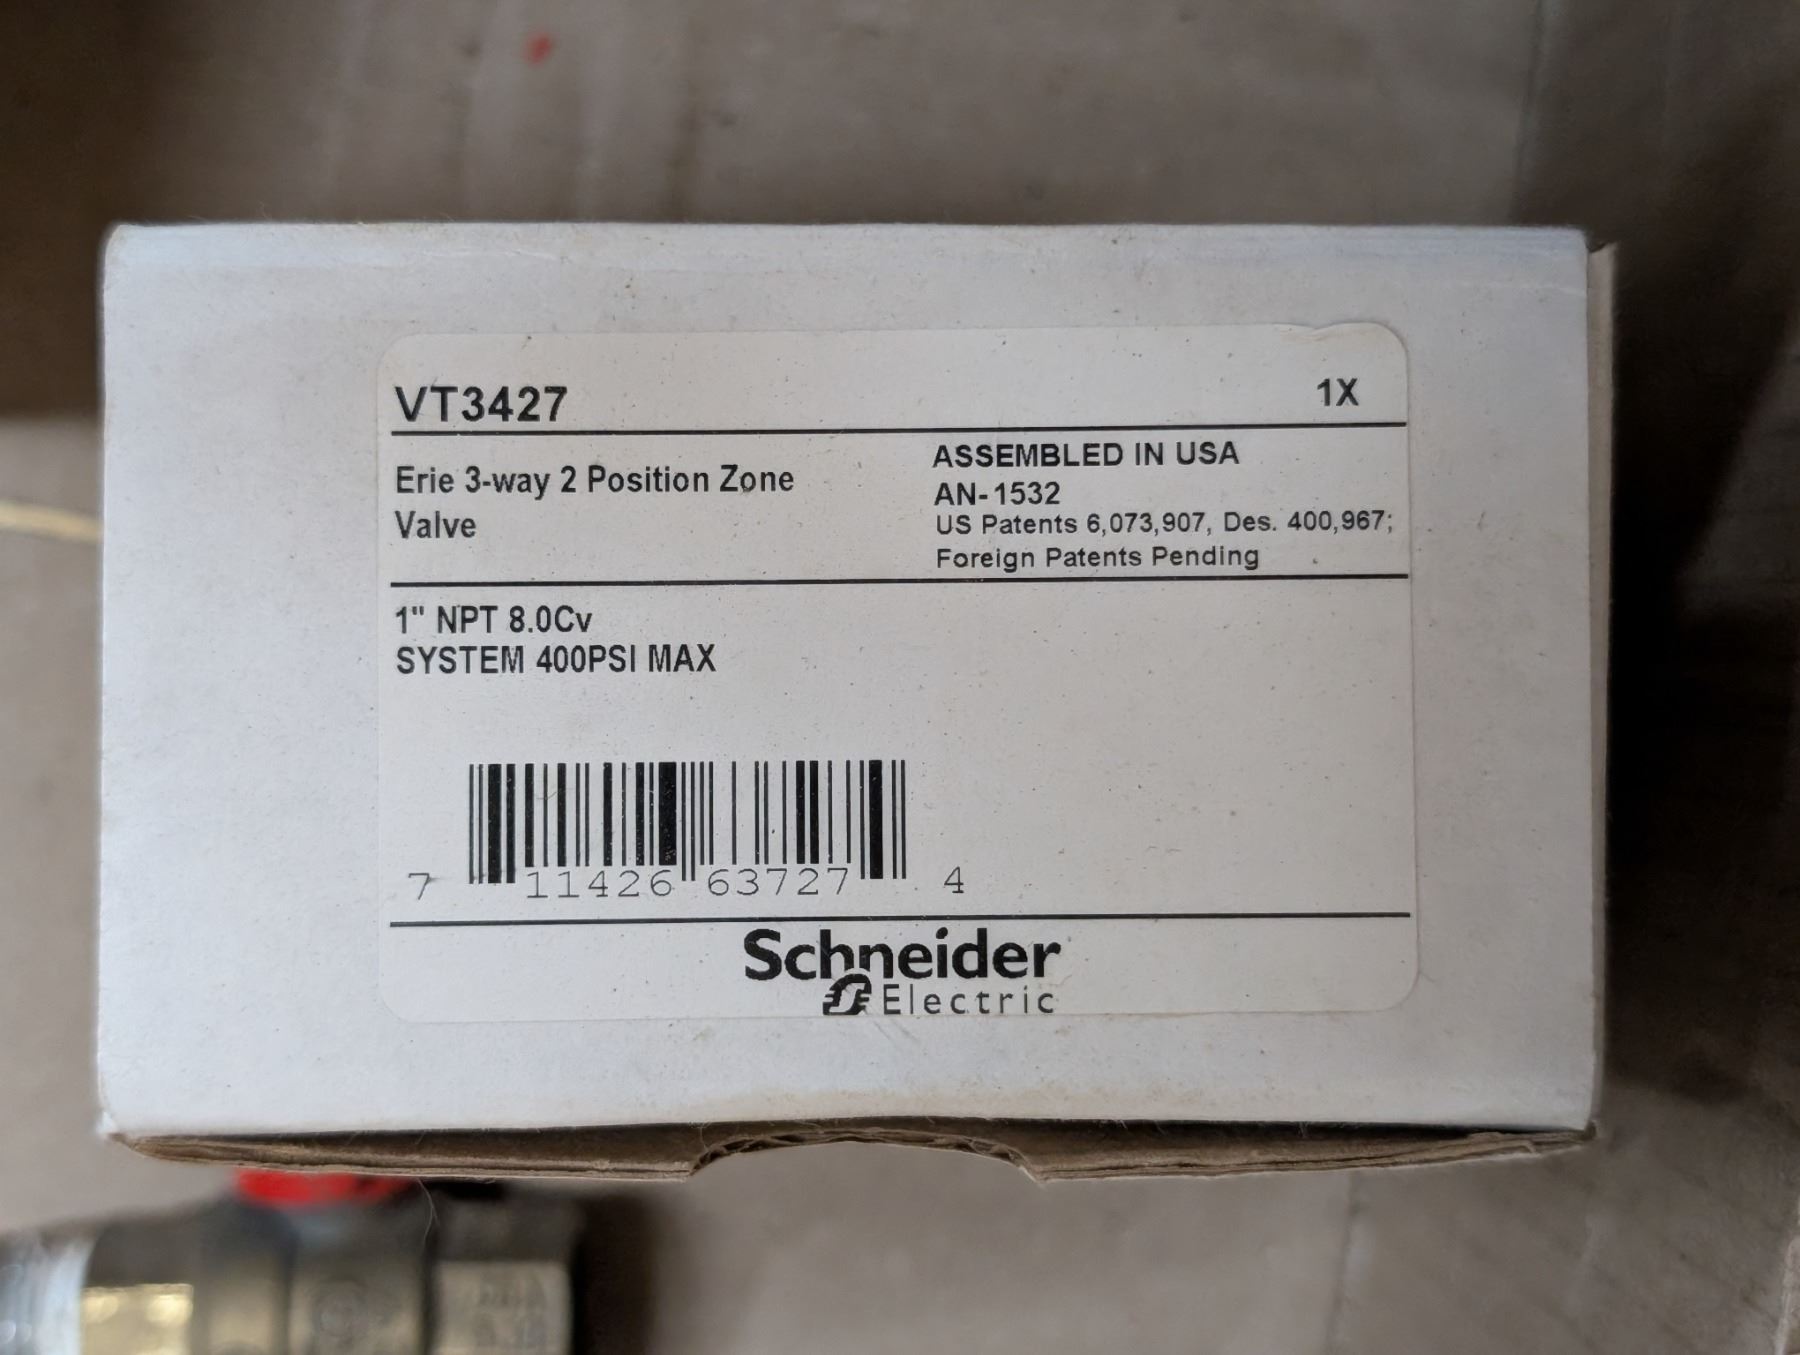 VT3427
1X
Erie 3-way 2 Position Zone
Valve
ASSEMBLED IN USA
AN-1532
US Patents 6,073,907, Des. 400,967;
Foreign Patents Pending
1" NPT 8.0Cv
SYSTEM 400PSI MAX
7 11426 63727 4
Schneider
Electric